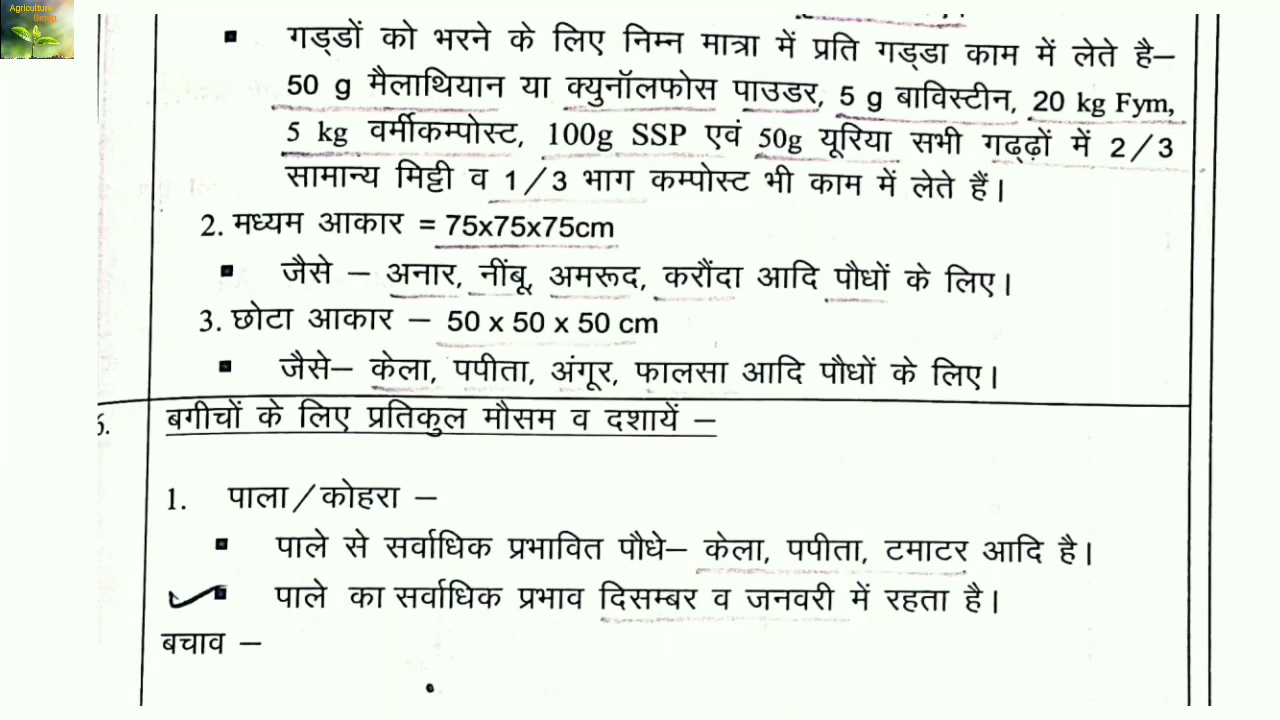 Agriculture
Group
▪ गड्डों को भरने के लिए निम्न मात्रा में प्रति गड्डा काम में लेते है–
50 g मैलाथियान या क्युनॉलफोस पाउडर, 5 g बाविस्टीन, 20 kg Fym,
5 kg वर्मीकम्पोस्ट, 100g SSP एवं 50g यूरिया सभी गढ्ढ़ों में 2/3
सामान्य मिट्टी व 1/3 भाग कम्पोस्ट भी काम में लेते हैं।
2. मध्यम आकार = 75x75x75cm
▪ जैसे – अनार, नींबू, अमरूद, करौंदा आदि पौधों के लिए।
3. छोटा आकार – 50 x 50 x 50 cm
▪ जैसे– केला, पपीता, अंगूर, फालसा आदि पौधों के लिए।
बगीचों के लिए प्रतिकुल मौसम व दशायें –
1. पाला/कोहरा –
▪ पाले से सर्वाधिक प्रभावित पौधे– केला, पपीता, टमाटर आदि है।
▪ पाले का सर्वाधिक प्रभाव दिसम्बर व जनवरी में रहता है।
बचाव –